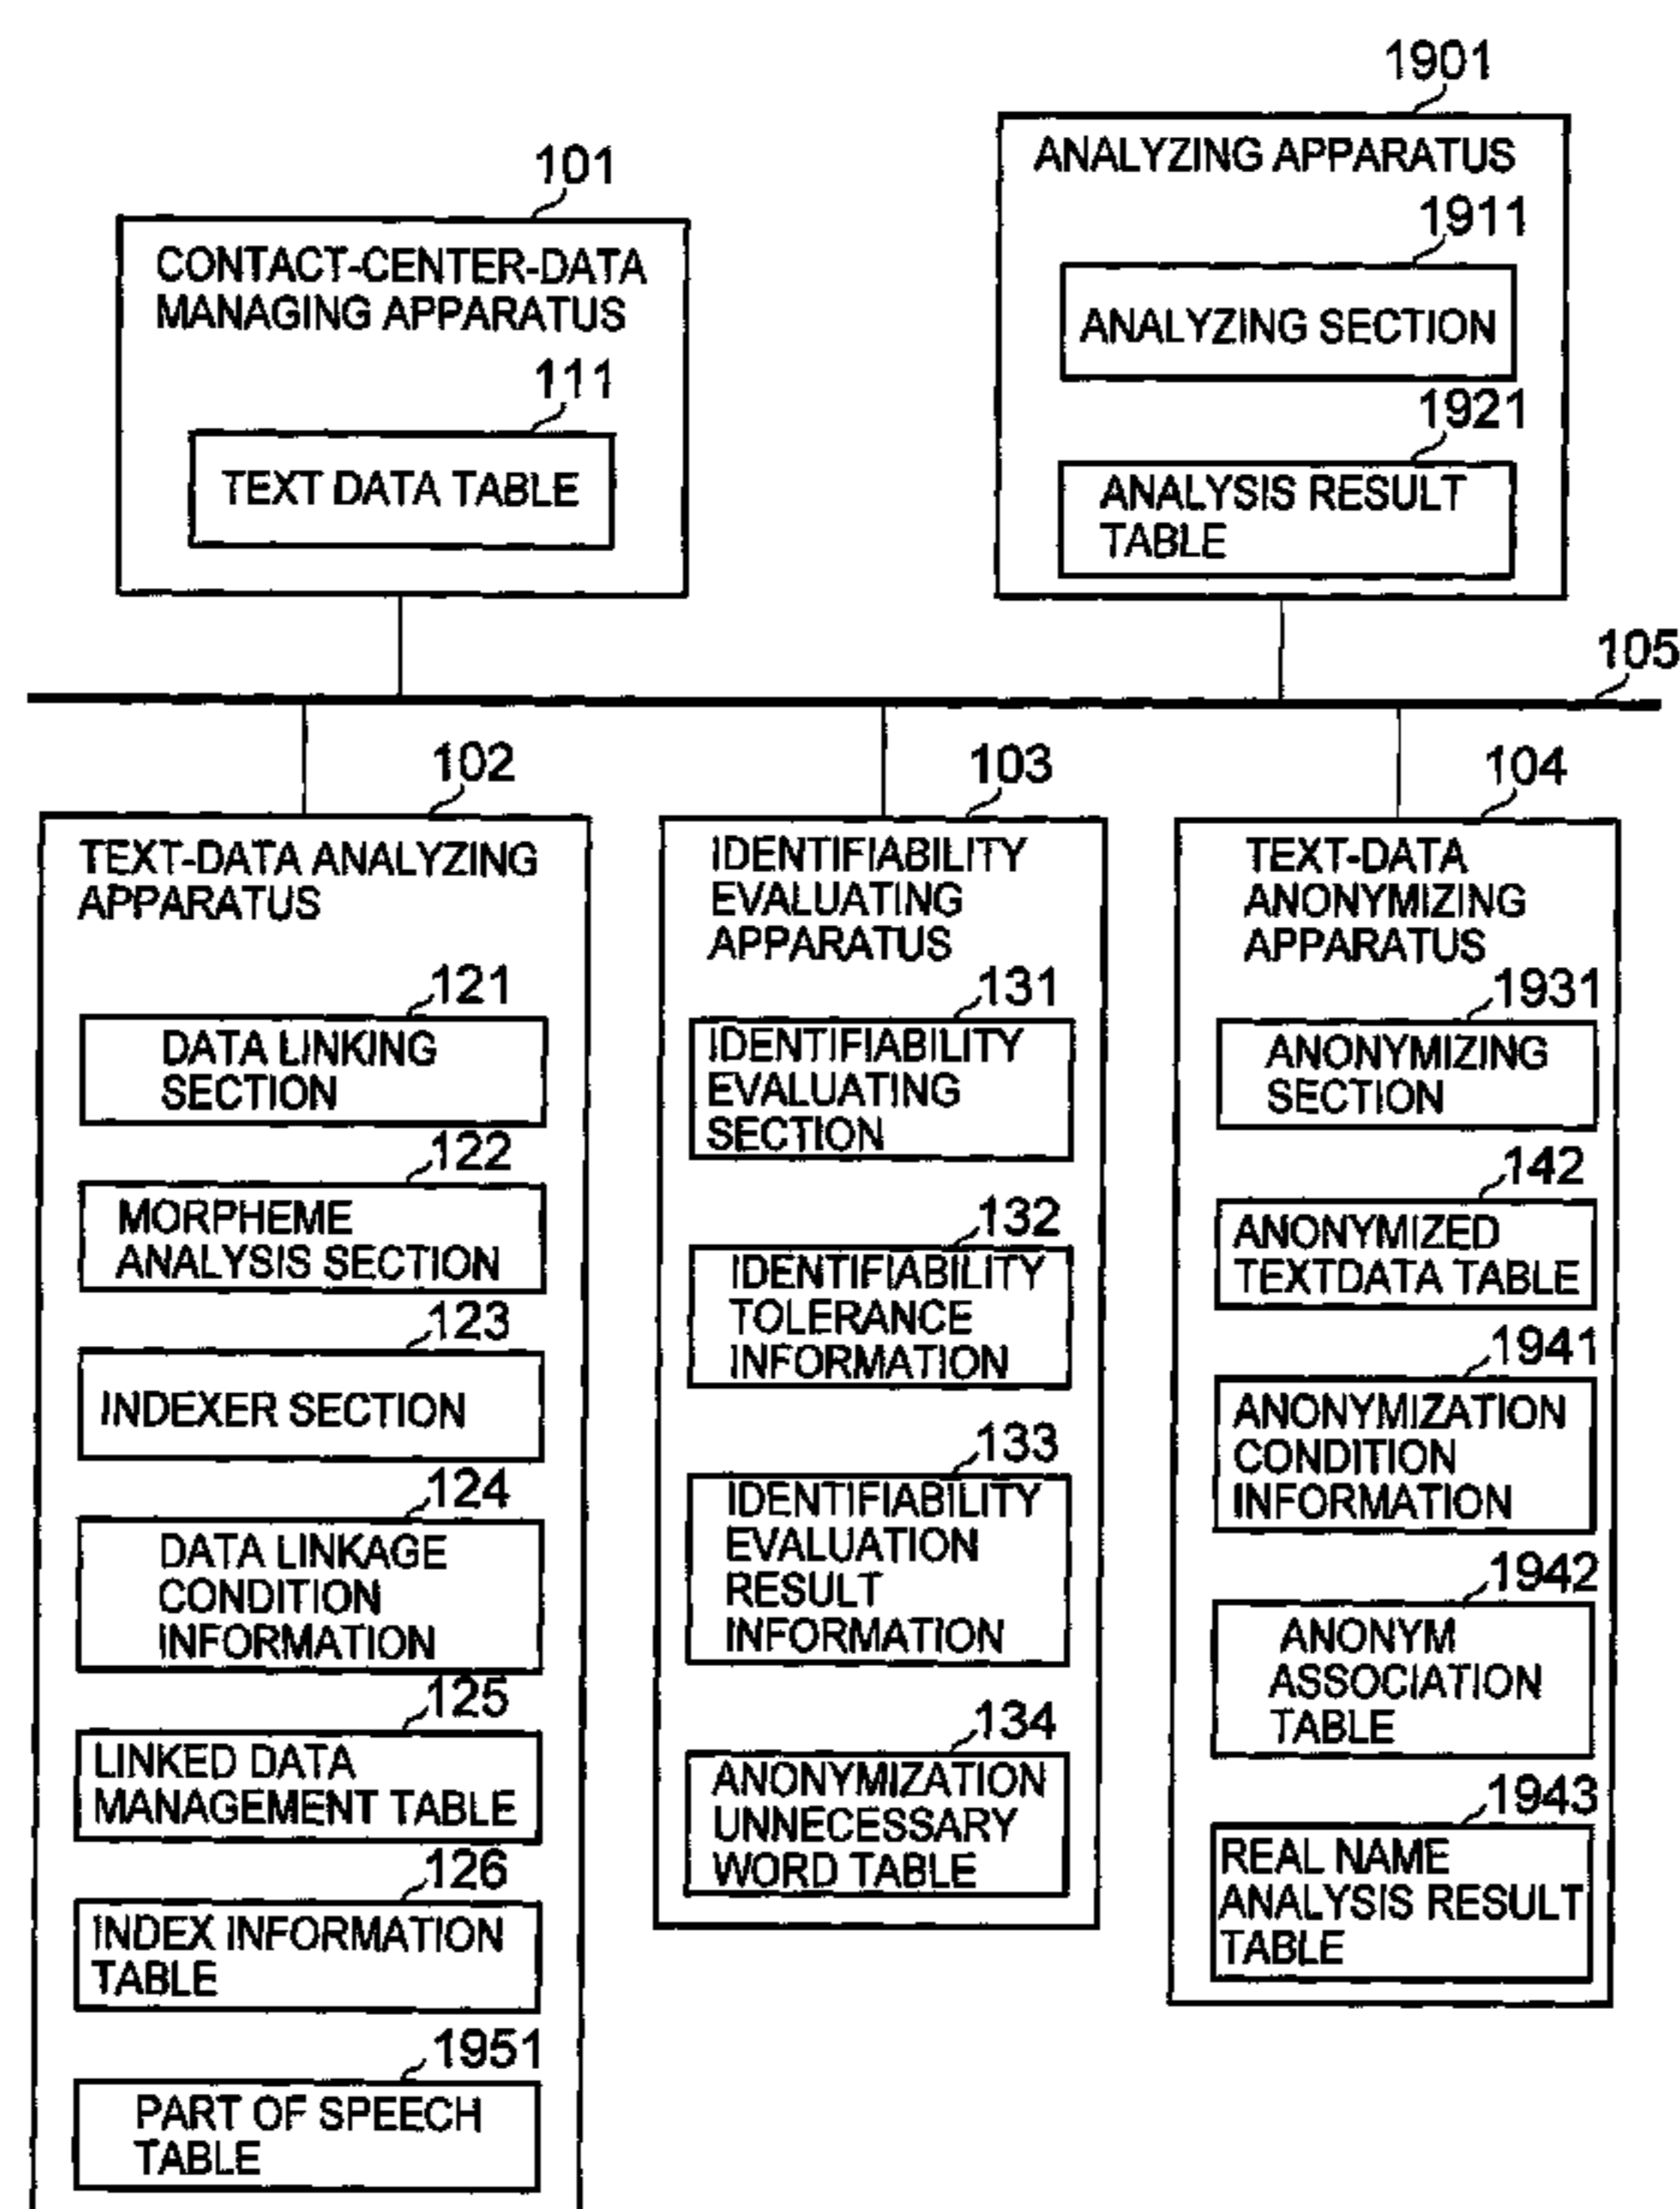 1901
ANALYZING APPARATUS
1911
ANALYZING SECTION
1921
ANALYSIS RESULT
TABLE
101
CONTACT-CENTER-DATA
MANAGING APPARATUS
111
TEXT DATA TABLE
105
102
TEXT-DATA ANALYZING
APPARATUS
121
DATA LINKING
SECTION
122
MORPHEME
ANALYSIS SECTION
123
INDEXER SECTION
124
DATA LINKAGE
CONDITION
INFORMATION
125
LINKED DATA
MANAGEMENT TABLE
126
INDEX INFORMATION
TABLE
1951
PART OF SPEECH
TABLE
103
IDENTIFIABILITY
EVALUATING
APPARATUS
131
IDENTIFIABILITY
EVALUATING
SECTION
132
IDENTIFIABILITY
TOLERANCE
INFORMATION
133
IDENTIFIABILITY
EVALUATION
RESULT
INFORMATION
134
ANONYMIZATION
UNNECESSARY
WORD TABLE
104
TEXT-DATA
ANONYMIZING
APPARATUS
1931
ANONYMIZING
SECTION
142
ANONYMIZED
TEXTDATA TABLE
1941
ANONYMIZATION
CONDITION
INFORMATION
1942
ANONYM
ASSOCIATION
TABLE
1943
REAL NAME
ANALYSIS RESULT
TABLE